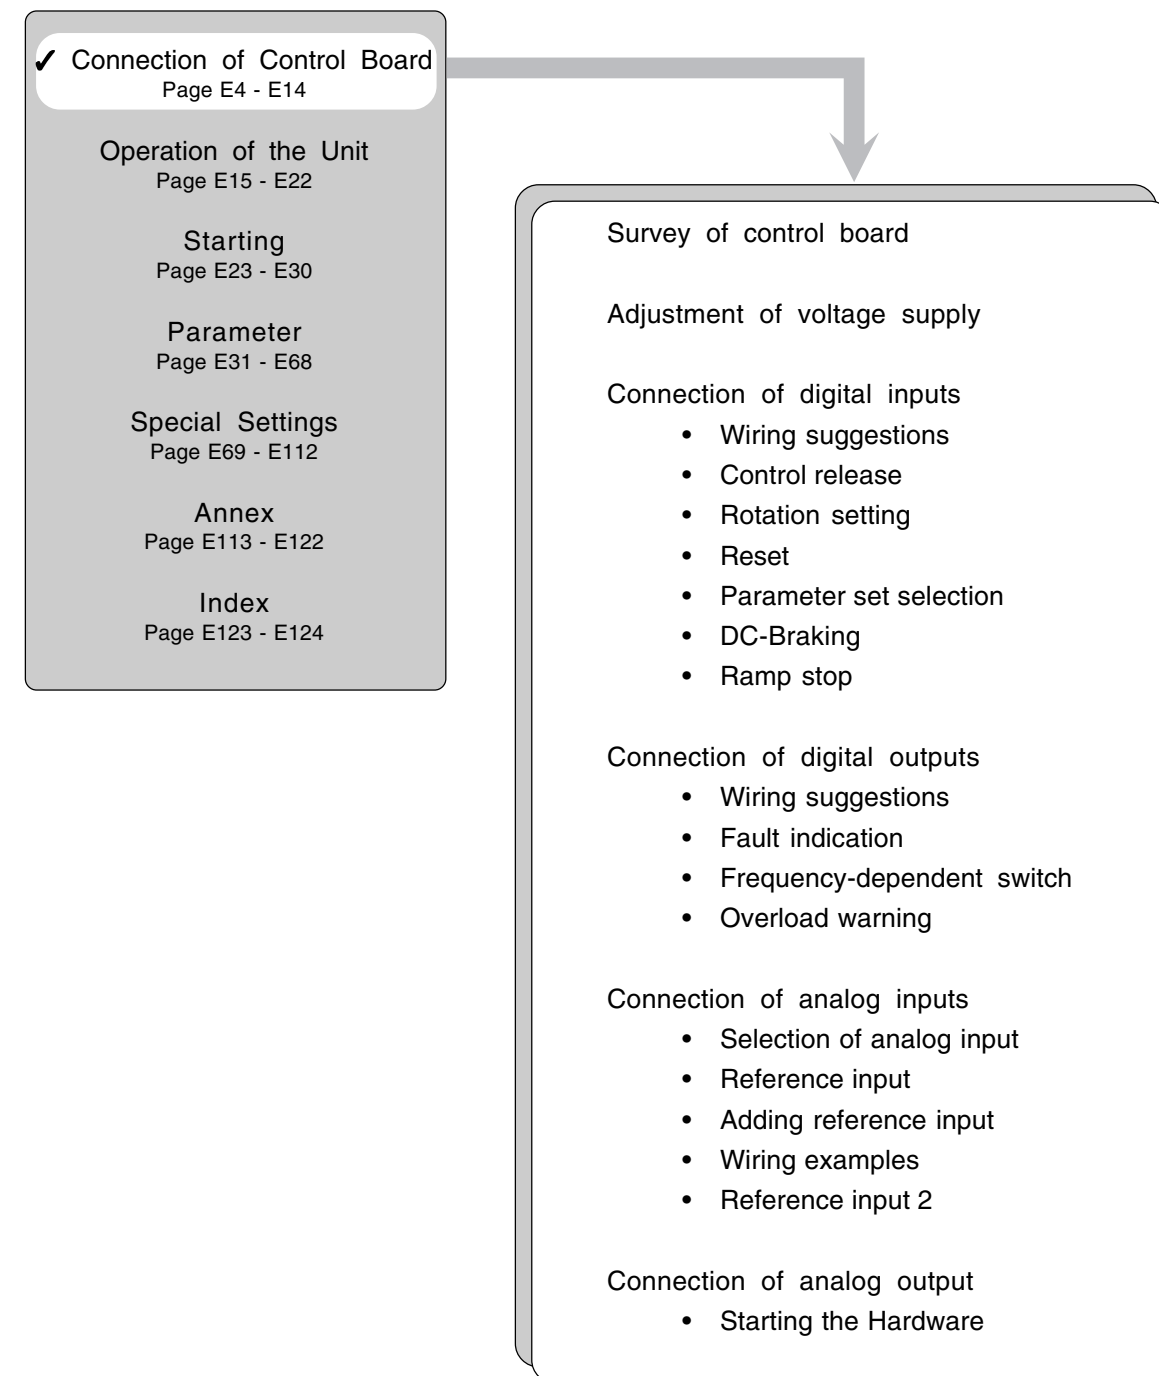 ✓ Connection of Control Board
Page E4 - E14
Operation of the Unit
Page E15 - E22
Starting
Page E23 - E30
Parameter
Page E31 - E68
Special Settings
Page E69 - E112
Annex
Page E113 - E122
Index
Page E123 - E124
Survey of control board
Adjustment of voltage supply
Connection of digital inputs
• Wiring suggestions
• Control release
• Rotation setting
• Reset
• Parameter set selection
• DC-Braking
• Ramp stop
Connection of digital outputs
• Wiring suggestions
• Fault indication
• Frequency-dependent switch
• Overload warning
Connection of analog inputs
• Selection of analog input
• Reference input
• Adding reference input
• Wiring examples
• Reference input 2
Connection of analog output
• Starting the Hardware